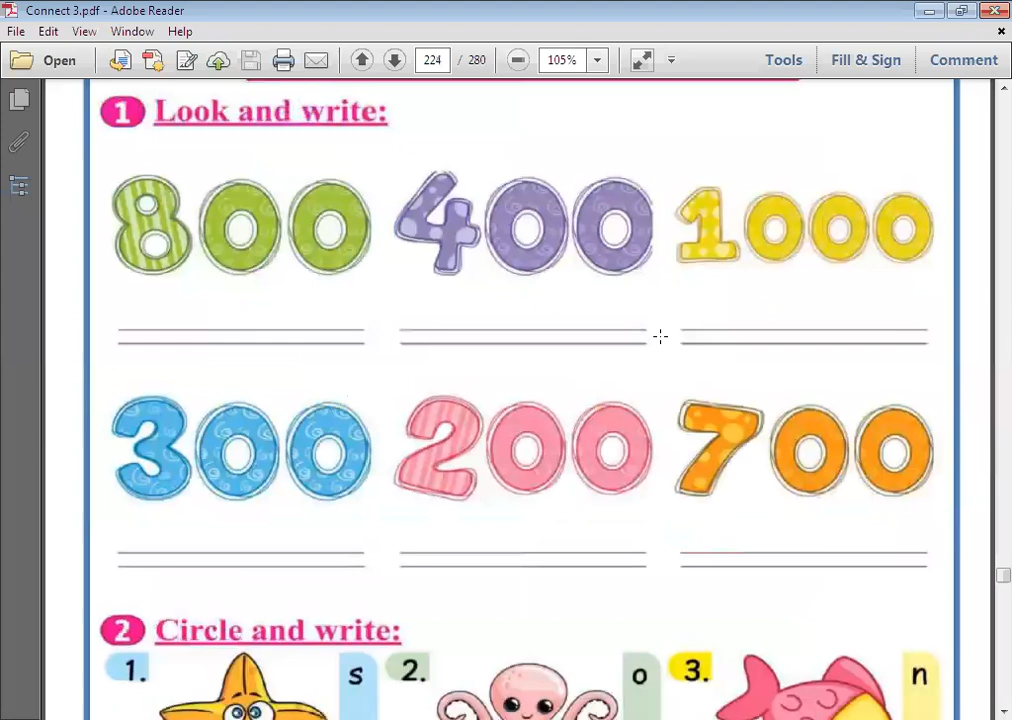 Connect 3.pdf - Adobe Reader
File Edit View Window Help
Open 224 / 280 105% Tools Fill & Sign Comment
1 Look and write:
800 400 1000
300 200 700
2 Circle and write:
1. s 2. o 3. n